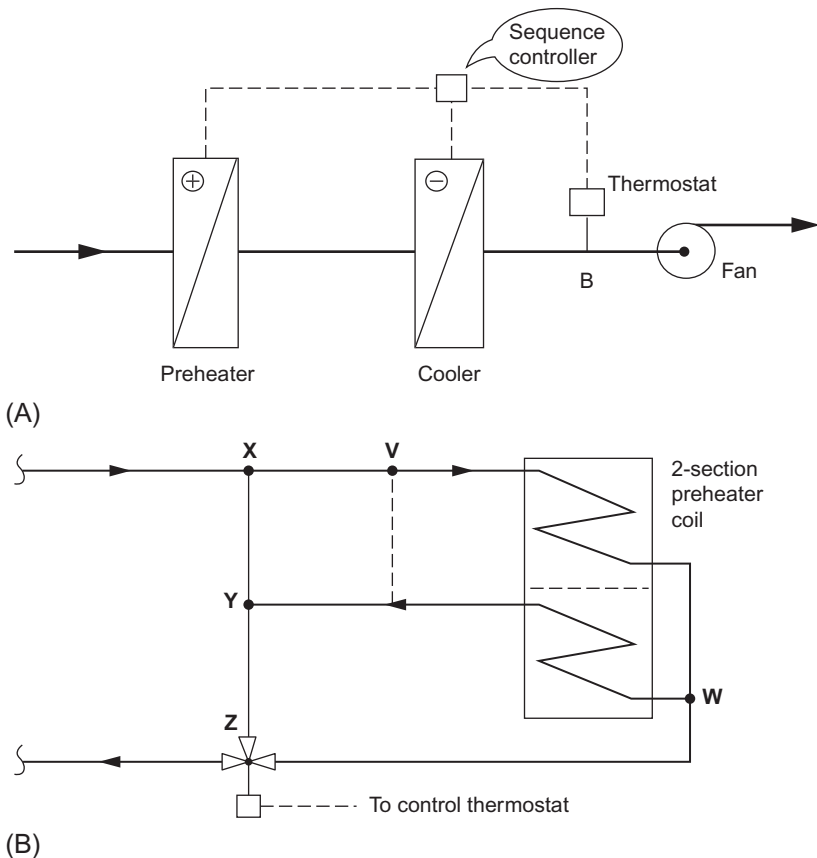 Sequence
controller
+
−
Thermostat
B
Fan
Preheater
Cooler
(A)
X
V
2-section
preheater
coil
Y
W
Z
To control thermostat
(B)